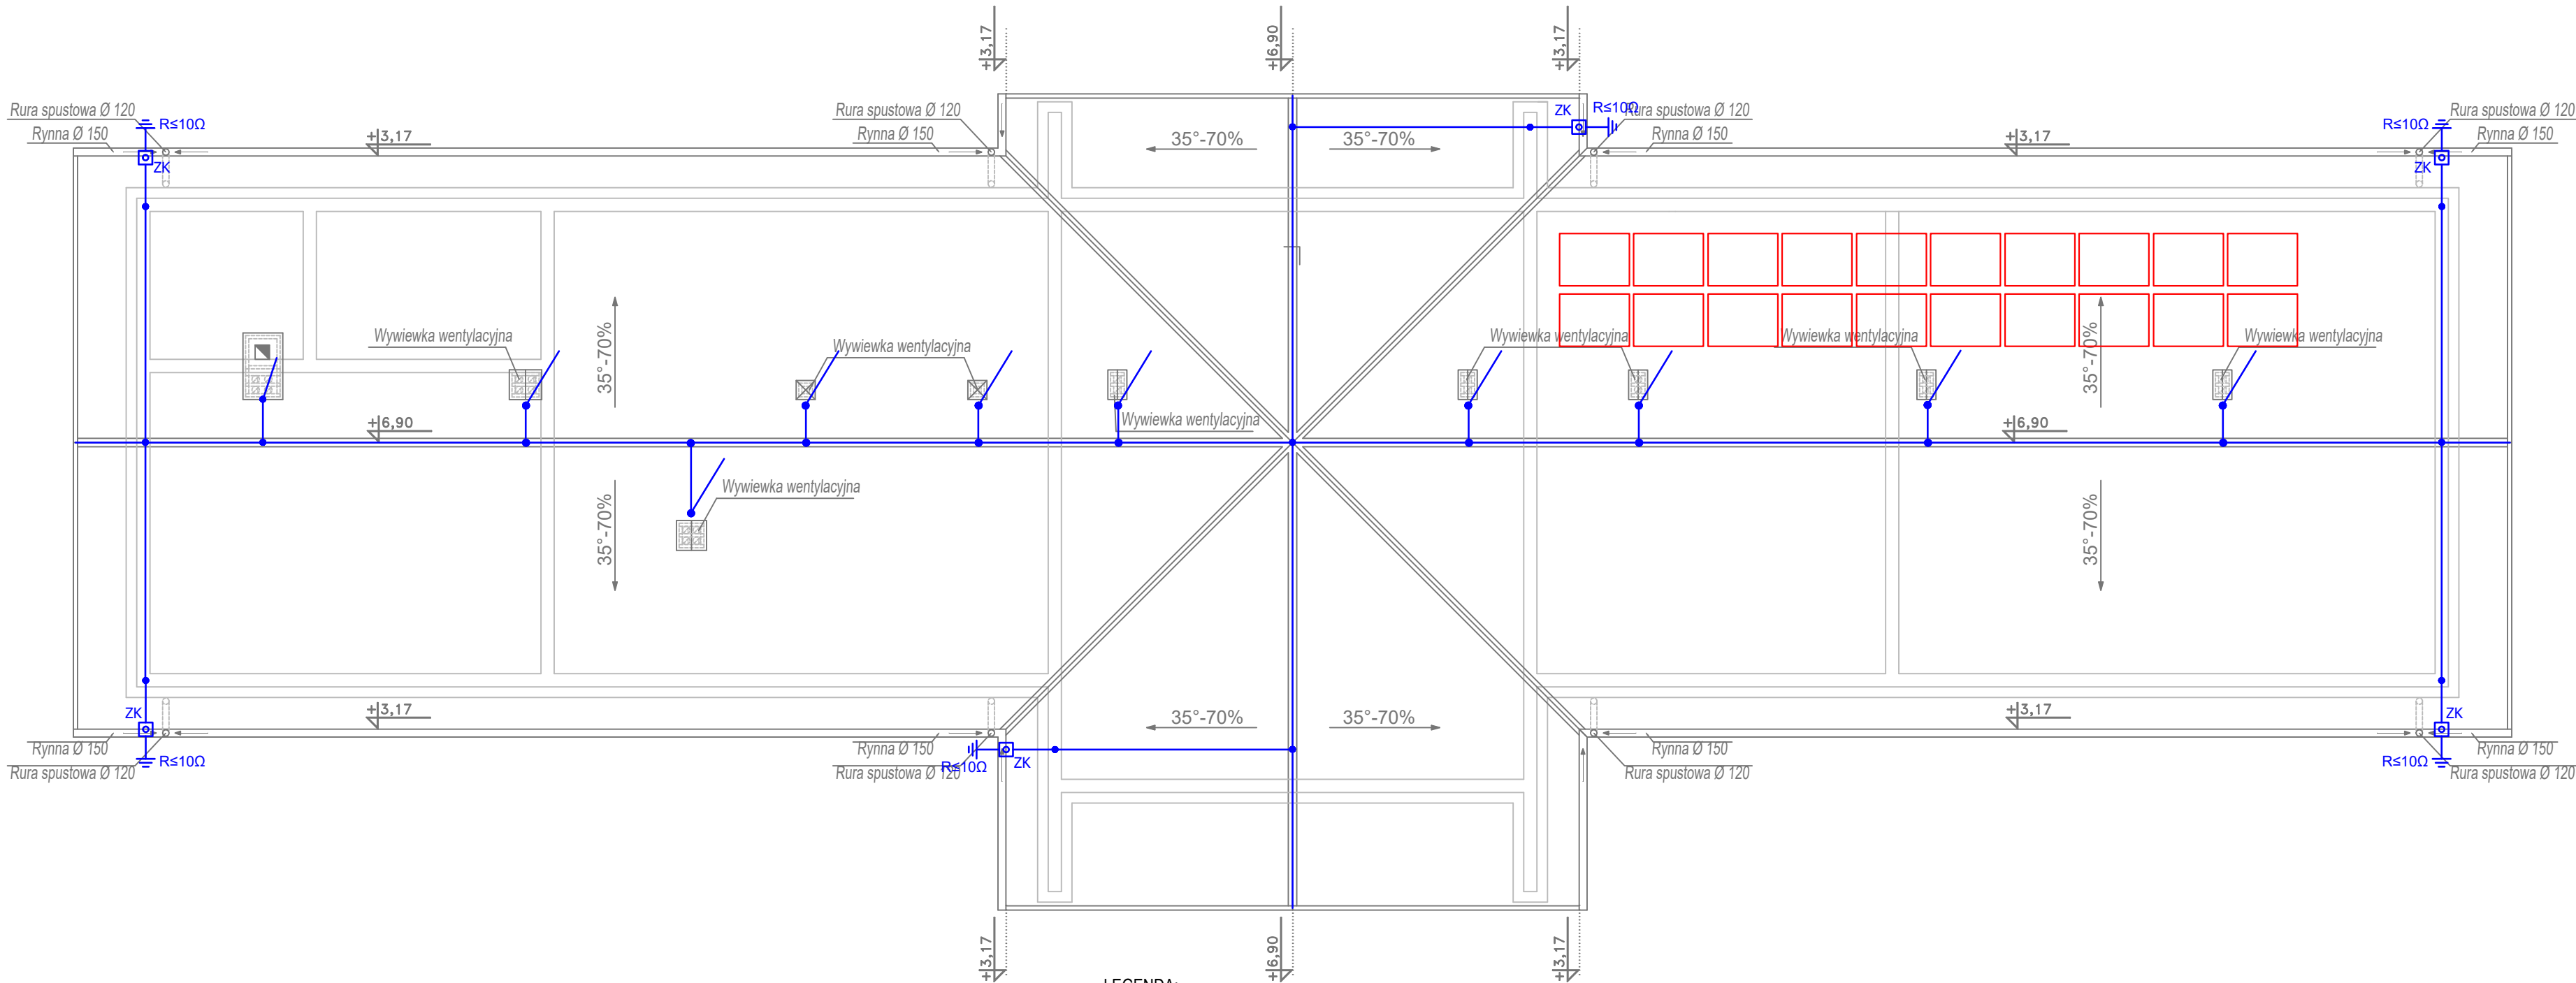 +3,17
+6,90
+3,17
Rura spustowa Ø 120
R≤10Ω
Rynna Ø 150
ZK
+3,17
Rura spustowa Ø 120
Rynna Ø 150
35°-70%
35°-70%
ZK
R≤10Ω
Rura spustowa Ø 120
Rynna Ø 150
+3,17
R≤10Ω
Rura spustowa Ø 120
Rynna Ø 150
ZK
Wywiewka wentylacyjna
35°-70%
Wywiewka wentylacyjna
Wywiewka wentylacyjna
Wywiewka wentylacyjna
35°-70%
Wywiewka wentylacyjna
+6,90
Wywiewka wentylacyjna
+6,90
35°-70%
Wywiewka wentylacyjna
35°-70%
ZK
+3,17
35°-70%
35°-70%
+3,17
ZK
Rynna Ø 150
Rura spustowa Ø 120
R≤10Ω
Rynna Ø 150
Rura spustowa Ø 120
R≤10Ω
ZK
Rynna Ø 150
Rura spustowa Ø 120
R≤10Ω
Rynna Ø 150
Rura spustowa Ø 120
+3,17
+6,90
+3,17
LEGENDA: